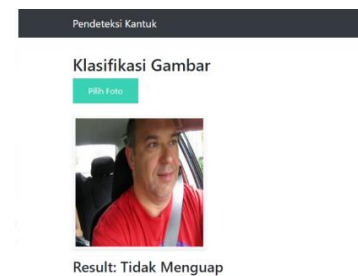 Pendeteksi Kantuk
Klasifikasi Gambar
Pilih Foto
Result: Tidak Menguap